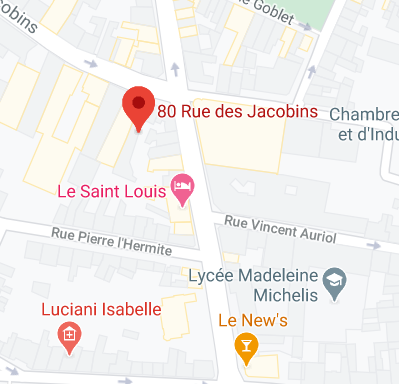 Goblet
cobins
80 Rue des Jacobins
Chambre
et d'Indu
Le Saint Louis
Rue Vincent Auriol
Rue Pierre l'Hermite
Lycée Madeleine
Michelis
Luciani Isabelle
Le New's